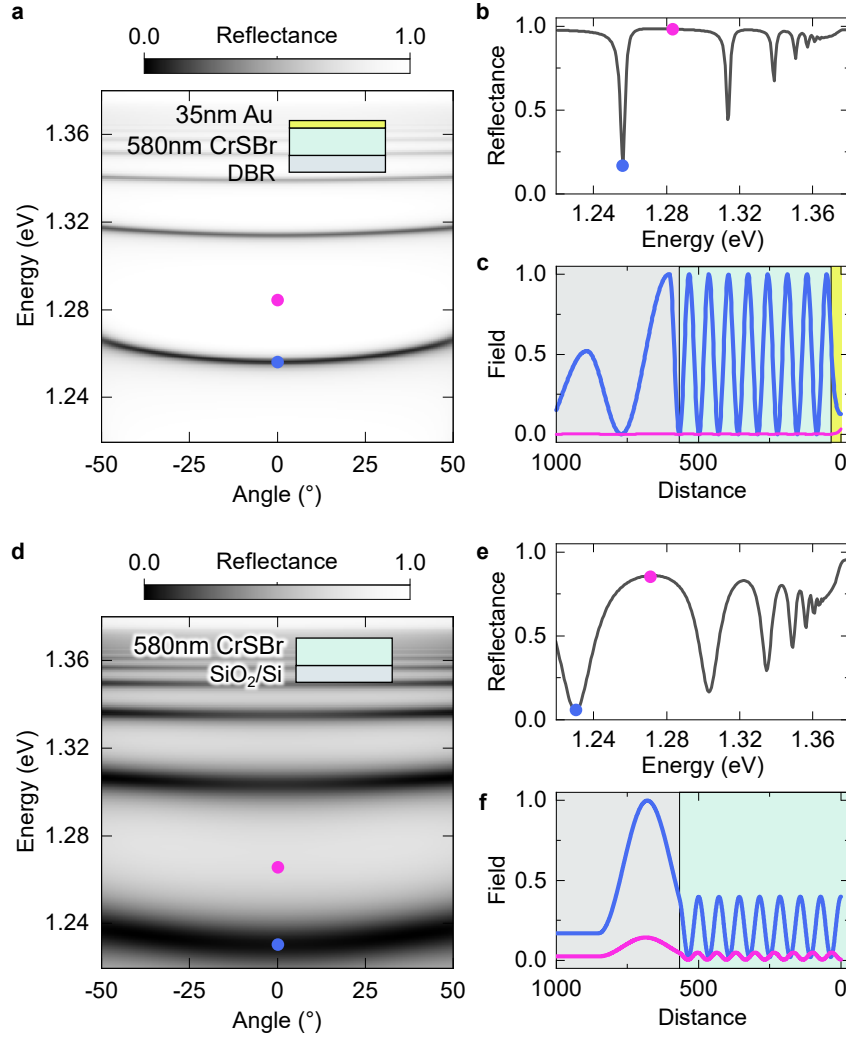 a
Reflectance
0.0
1.0
35nm Au
580nm CrSBr
DBR
1.36
1.32
1.28
1.24
Energy (eV)
-50
-25
0
25
50
Angle (°)
b
1.0
0.5
0.0
Reflectance
1.24
1.28
1.32
1.36
Energy (eV)
c
1.0
0.5
0.0
Field
1000
500
0
Distance
d
Reflectance
0.0
1.0
580nm CrSBr
SiO2/Si
1.36
1.32
1.28
1.24
Energy (eV)
-50
-25
0
25
50
Angle (°)
e
1.0
0.5
0.0
Reflectance
1.24
1.28
1.32
1.36
Energy (eV)
f
1.0
0.5
0.0
Field
1000
500
0
Distance